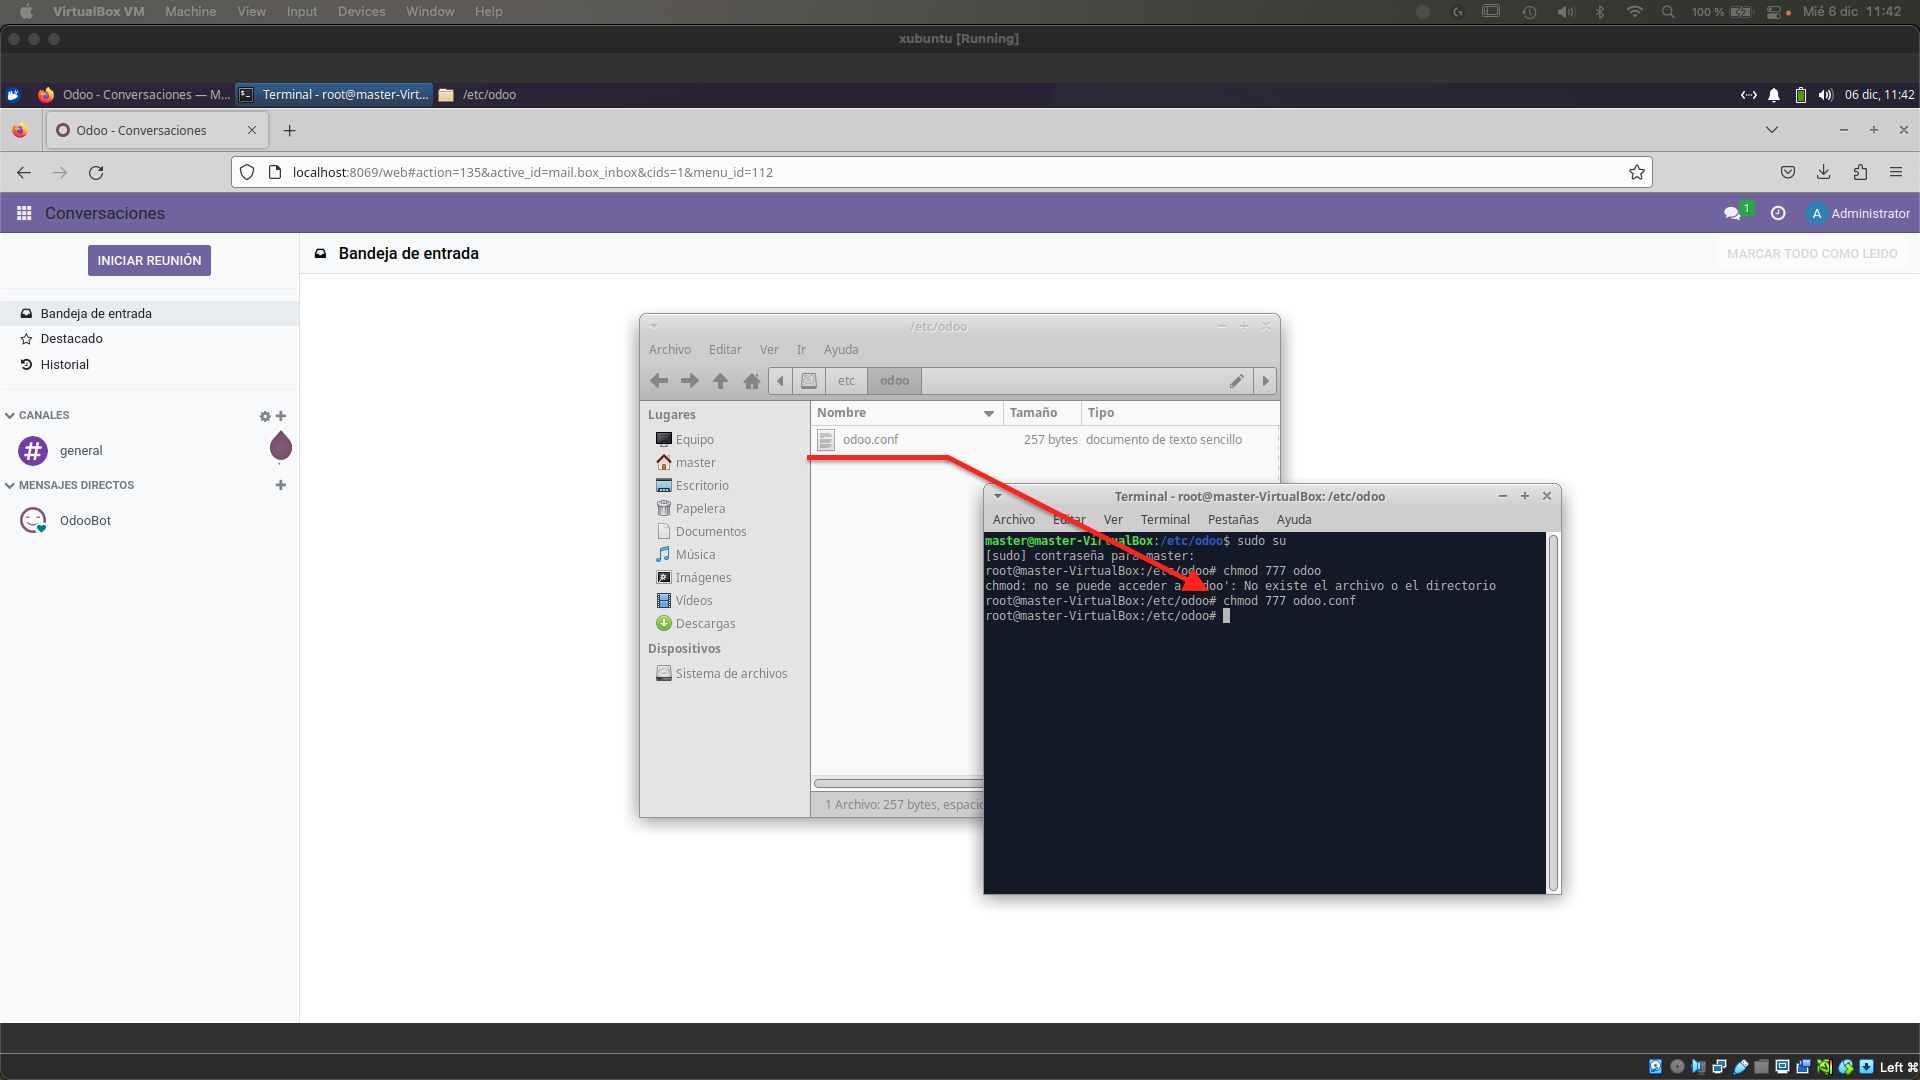 VirtualBox VM Machine View Input Devices Window Help 100 % Mié 6 dic 11:42
xubuntu [Running]
Odoo - Conversaciones — M... Terminal - root@master-Virt... /etc/odoo 06 dic, 11:42
Odoo - Conversaciones
localhost:8069/web#action=135&active_id=mail.box_inbox&cids=1&menu_id=112
Conversaciones 1 A Administrator
INICIAR REUNIÓN
Bandeja de entrada MARCAR TODO COMO LEIDO
Bandeja de entrada
Destacado
Historial
CANALES
# general
MENSAJES DIRECTOS
OdooBot
/etc/odoo
Archivo Editar Ver Ir Ayuda
etc odoo
Lugares
Equipo
master
Escritorio
Papelera
Documentos
Música
Imágenes
Vídeos
Descargas
Dispositivos
Sistema de archivos
Nombre Tamaño Tipo
odoo.conf 257 bytes documento de texto sencillo
1 Archivo: 257 bytes,
Terminal - root@master-VirtualBox: /etc/odoo
Archivo Editar Ver Terminal Pestañas Ayuda
master@master-VirtualBox:/etc/odoo$ sudo su
[sudo] contraseña para master:
root@master-VirtualBox:/etc/odoo# chmod 777 odoo
chmod: no se puede acceder a 'odoo': No existe el archivo o el directorio
root@master-VirtualBox:/etc/odoo# chmod 777 odoo.conf
root@master-VirtualBox:/etc/odoo#
Left ⌘